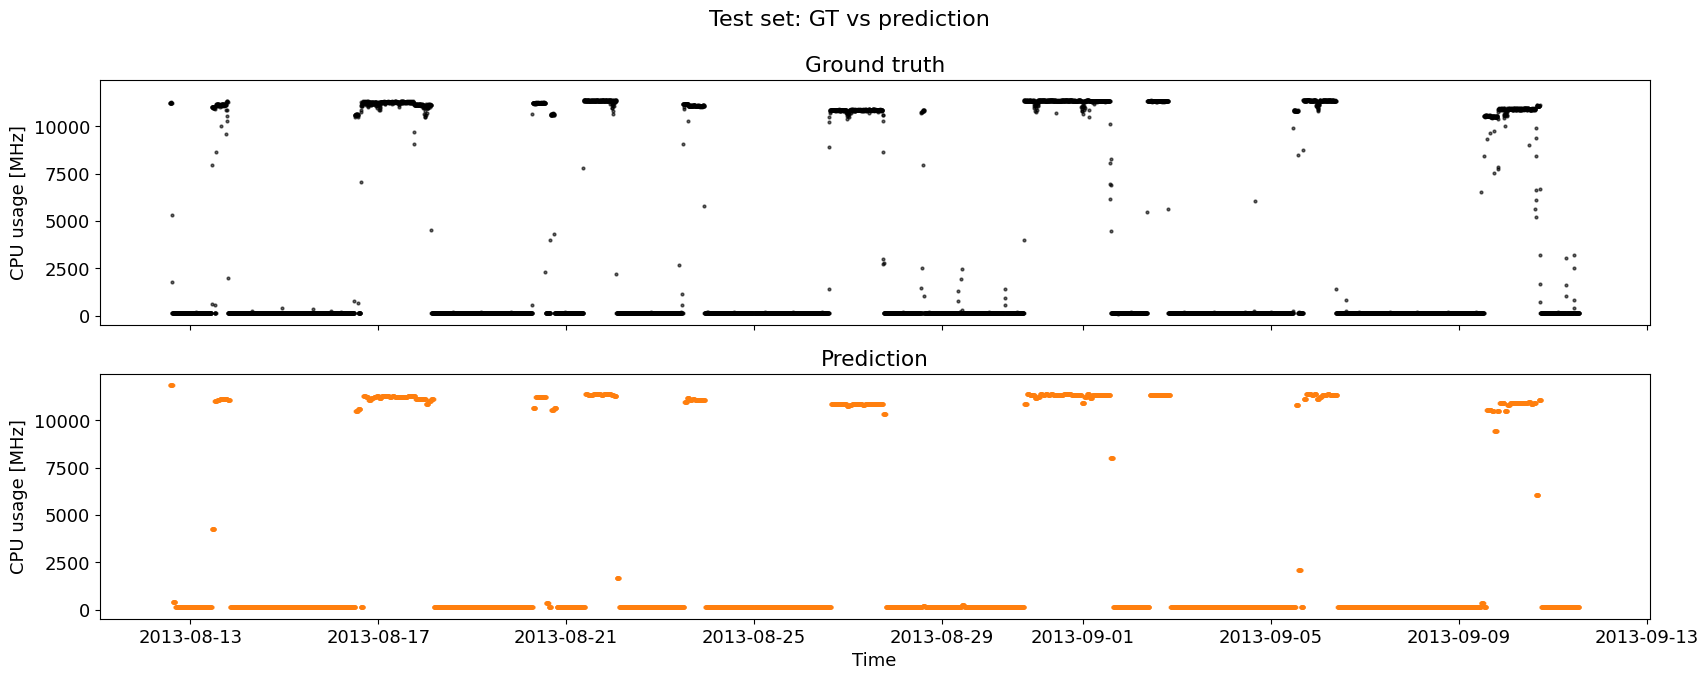 Test set: GT vs prediction
Ground truth
CPU usage [MHz]
10000
7500
5000
2500
0
Prediction
CPU usage [MHz]
10000
7500
5000
2500
0
2013-08-13 2013-08-17 2013-08-21 2013-08-25 2013-08-29 2013-09-01 2013-09-05 2013-09-09 2013-09-13
Time